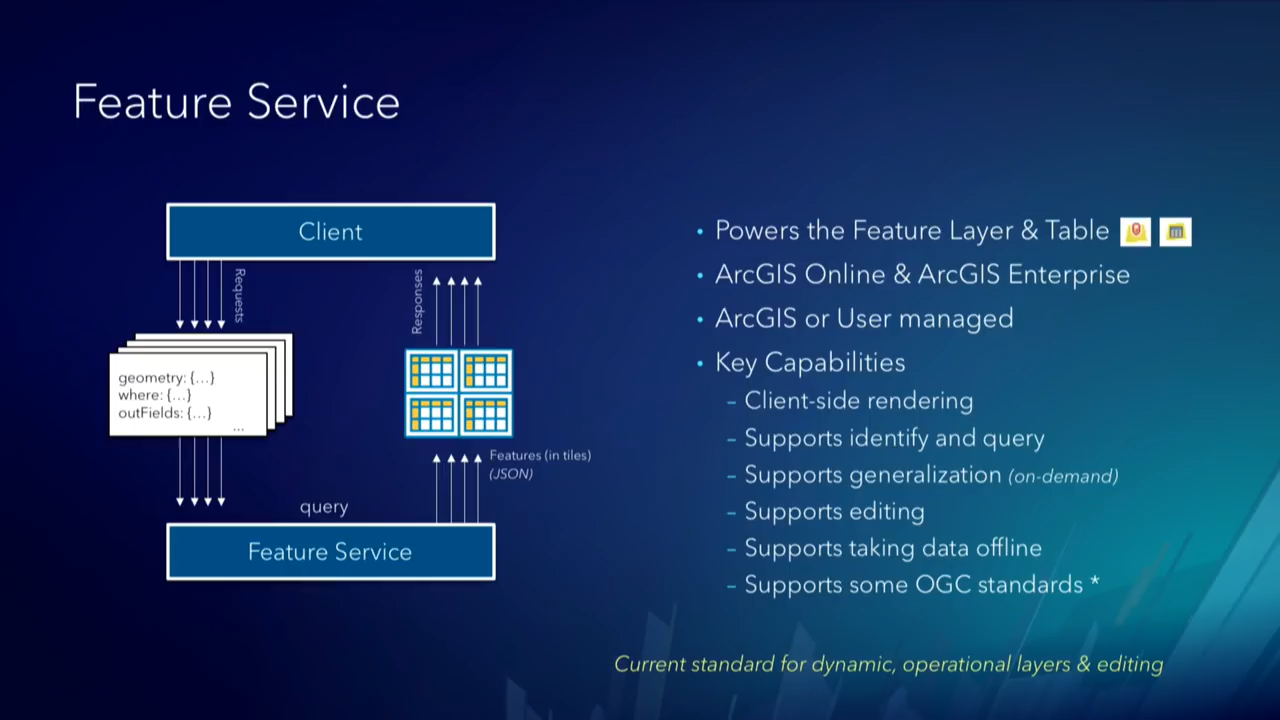 Feature Service
Client
Requests
Responses
geometry: {...}
where: {...}
outFields: {...}
...
Features (in tiles)
(JSON)
query
Feature Service
• Powers the Feature Layer & Table
• ArcGIS Online & ArcGIS Enterprise
• ArcGIS or User managed
• Key Capabilities
– Client-side rendering
– Supports identify and query
– Supports generalization (on-demand)
– Supports editing
– Supports taking data offline
– Supports some OGC standards *
Current standard for dynamic, operational layers & editing